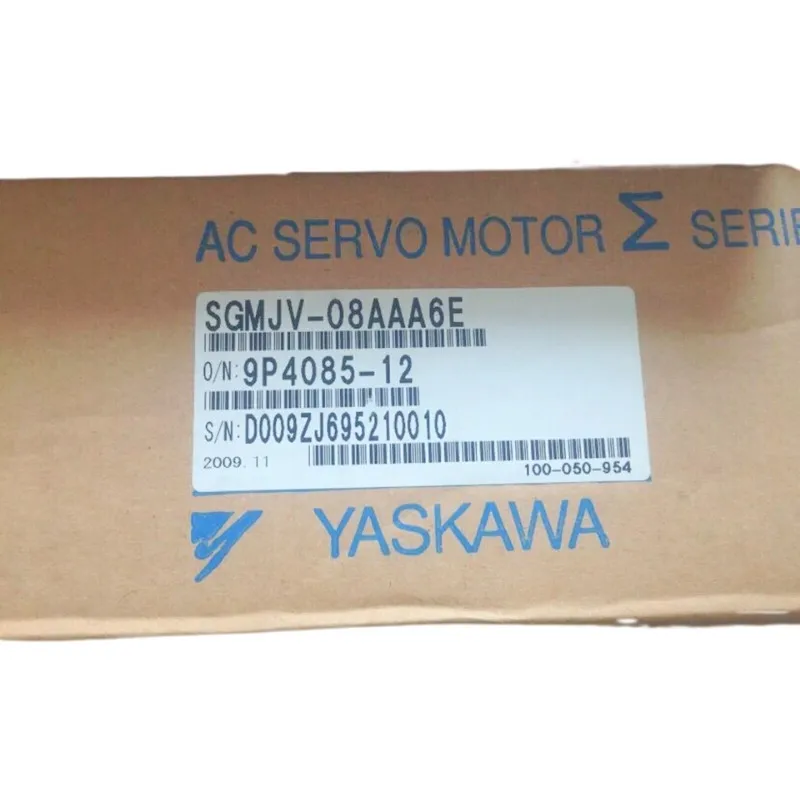 AC SERVO MOTOR Σ SERIE
SGMJV-08AAA6E
O/N: 9P4085-12
S/N: D009ZJ695210010
2009.11
100-050-954
YASKAWA